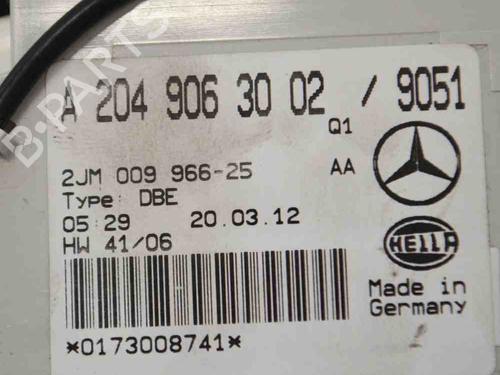 A 204 906 30 02 / 9051
Q1
2JM 009 966-25
AA
Type: DBE
05:29 20.03.12
HW 41/06
HELLA
Made in
Germany
*0173008741*
B-PARTS